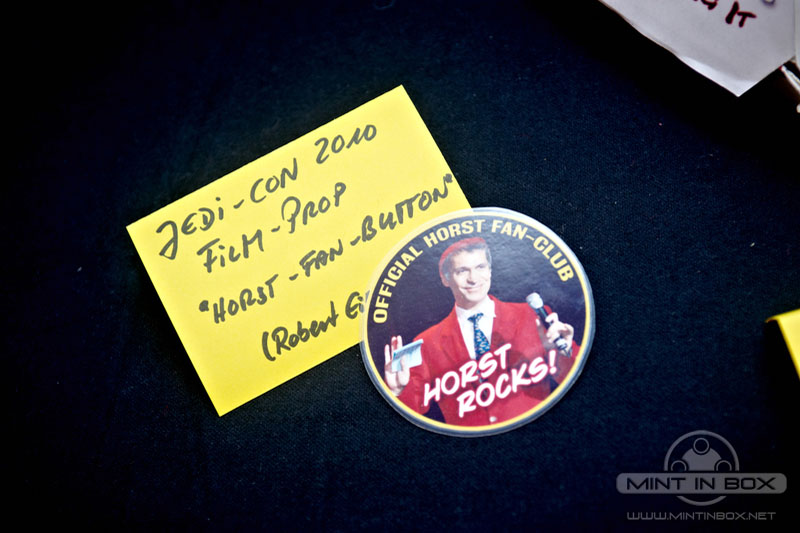 IT
JEDI-CON 2010
FILM-PROP
"HORST-FAN-BUTTON"
(Robert
OFFICIAL HORST FAN-CLUB
HORST
ROCKS!
MINT IN BOX
WWW.MINTINBOX.NET